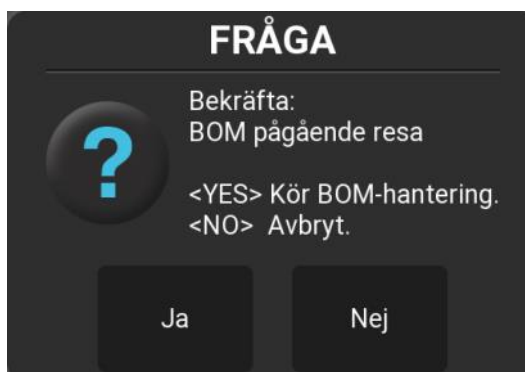 FRÅGA
Bekräfta:
BOM pågående resa
<YES> Kör BOM-hantering.
<NO> Avbryt.
Ja
Nej